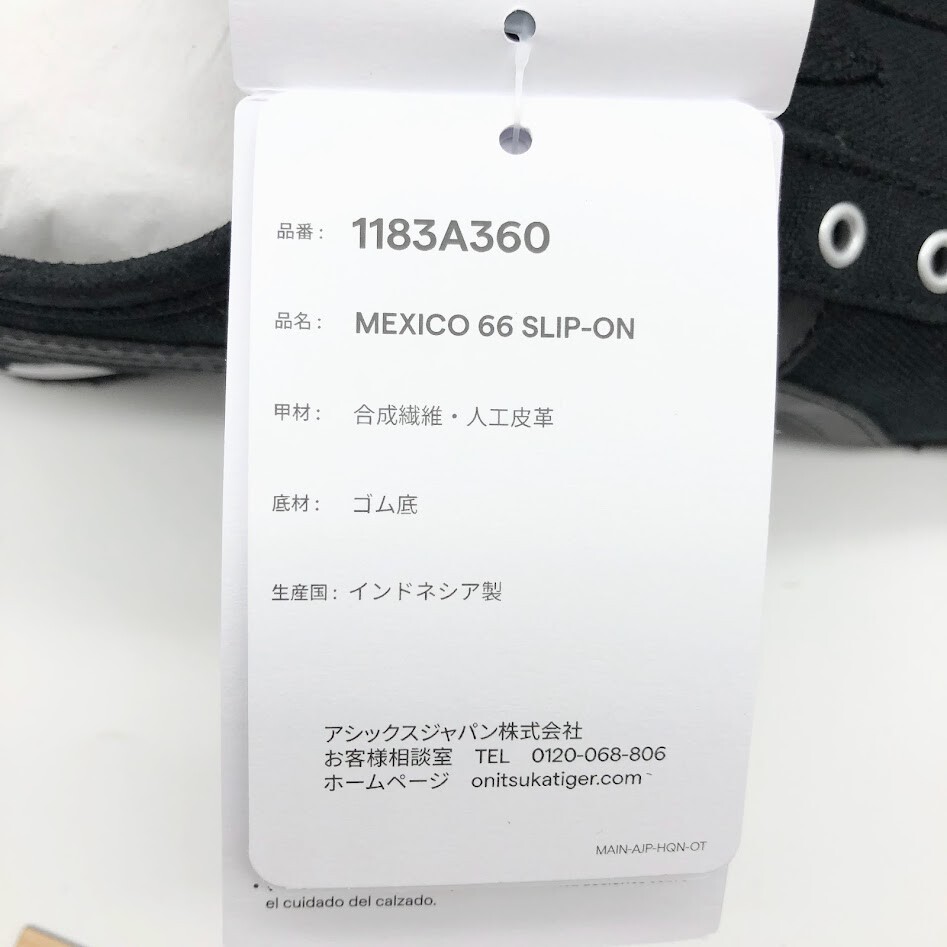 品番： 1183A360
品名： MEXICO 66 SLIP-ON
甲材： 合成繊維・人工皮革
底材： ゴム底
生産国： インドネシア製
アシックスジャパン株式会社
お客様相談室 TEL 0120-068-806
ホームページ onitsukatiger.com
MAIN-AJP-HQN-OT
el cuidado del calzado.